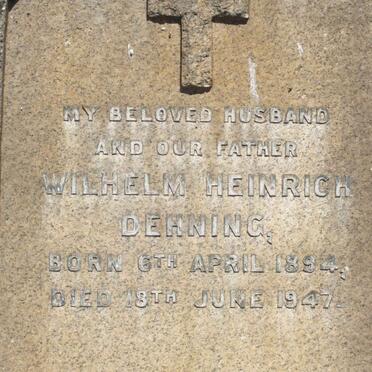 MY BELOVED HUSBAND
AND OUR FATHER
WILHELM HEINRICH
DEHNING,
BORN 6TH APRIL 1894,
DIED 18TH JUNE 1947.